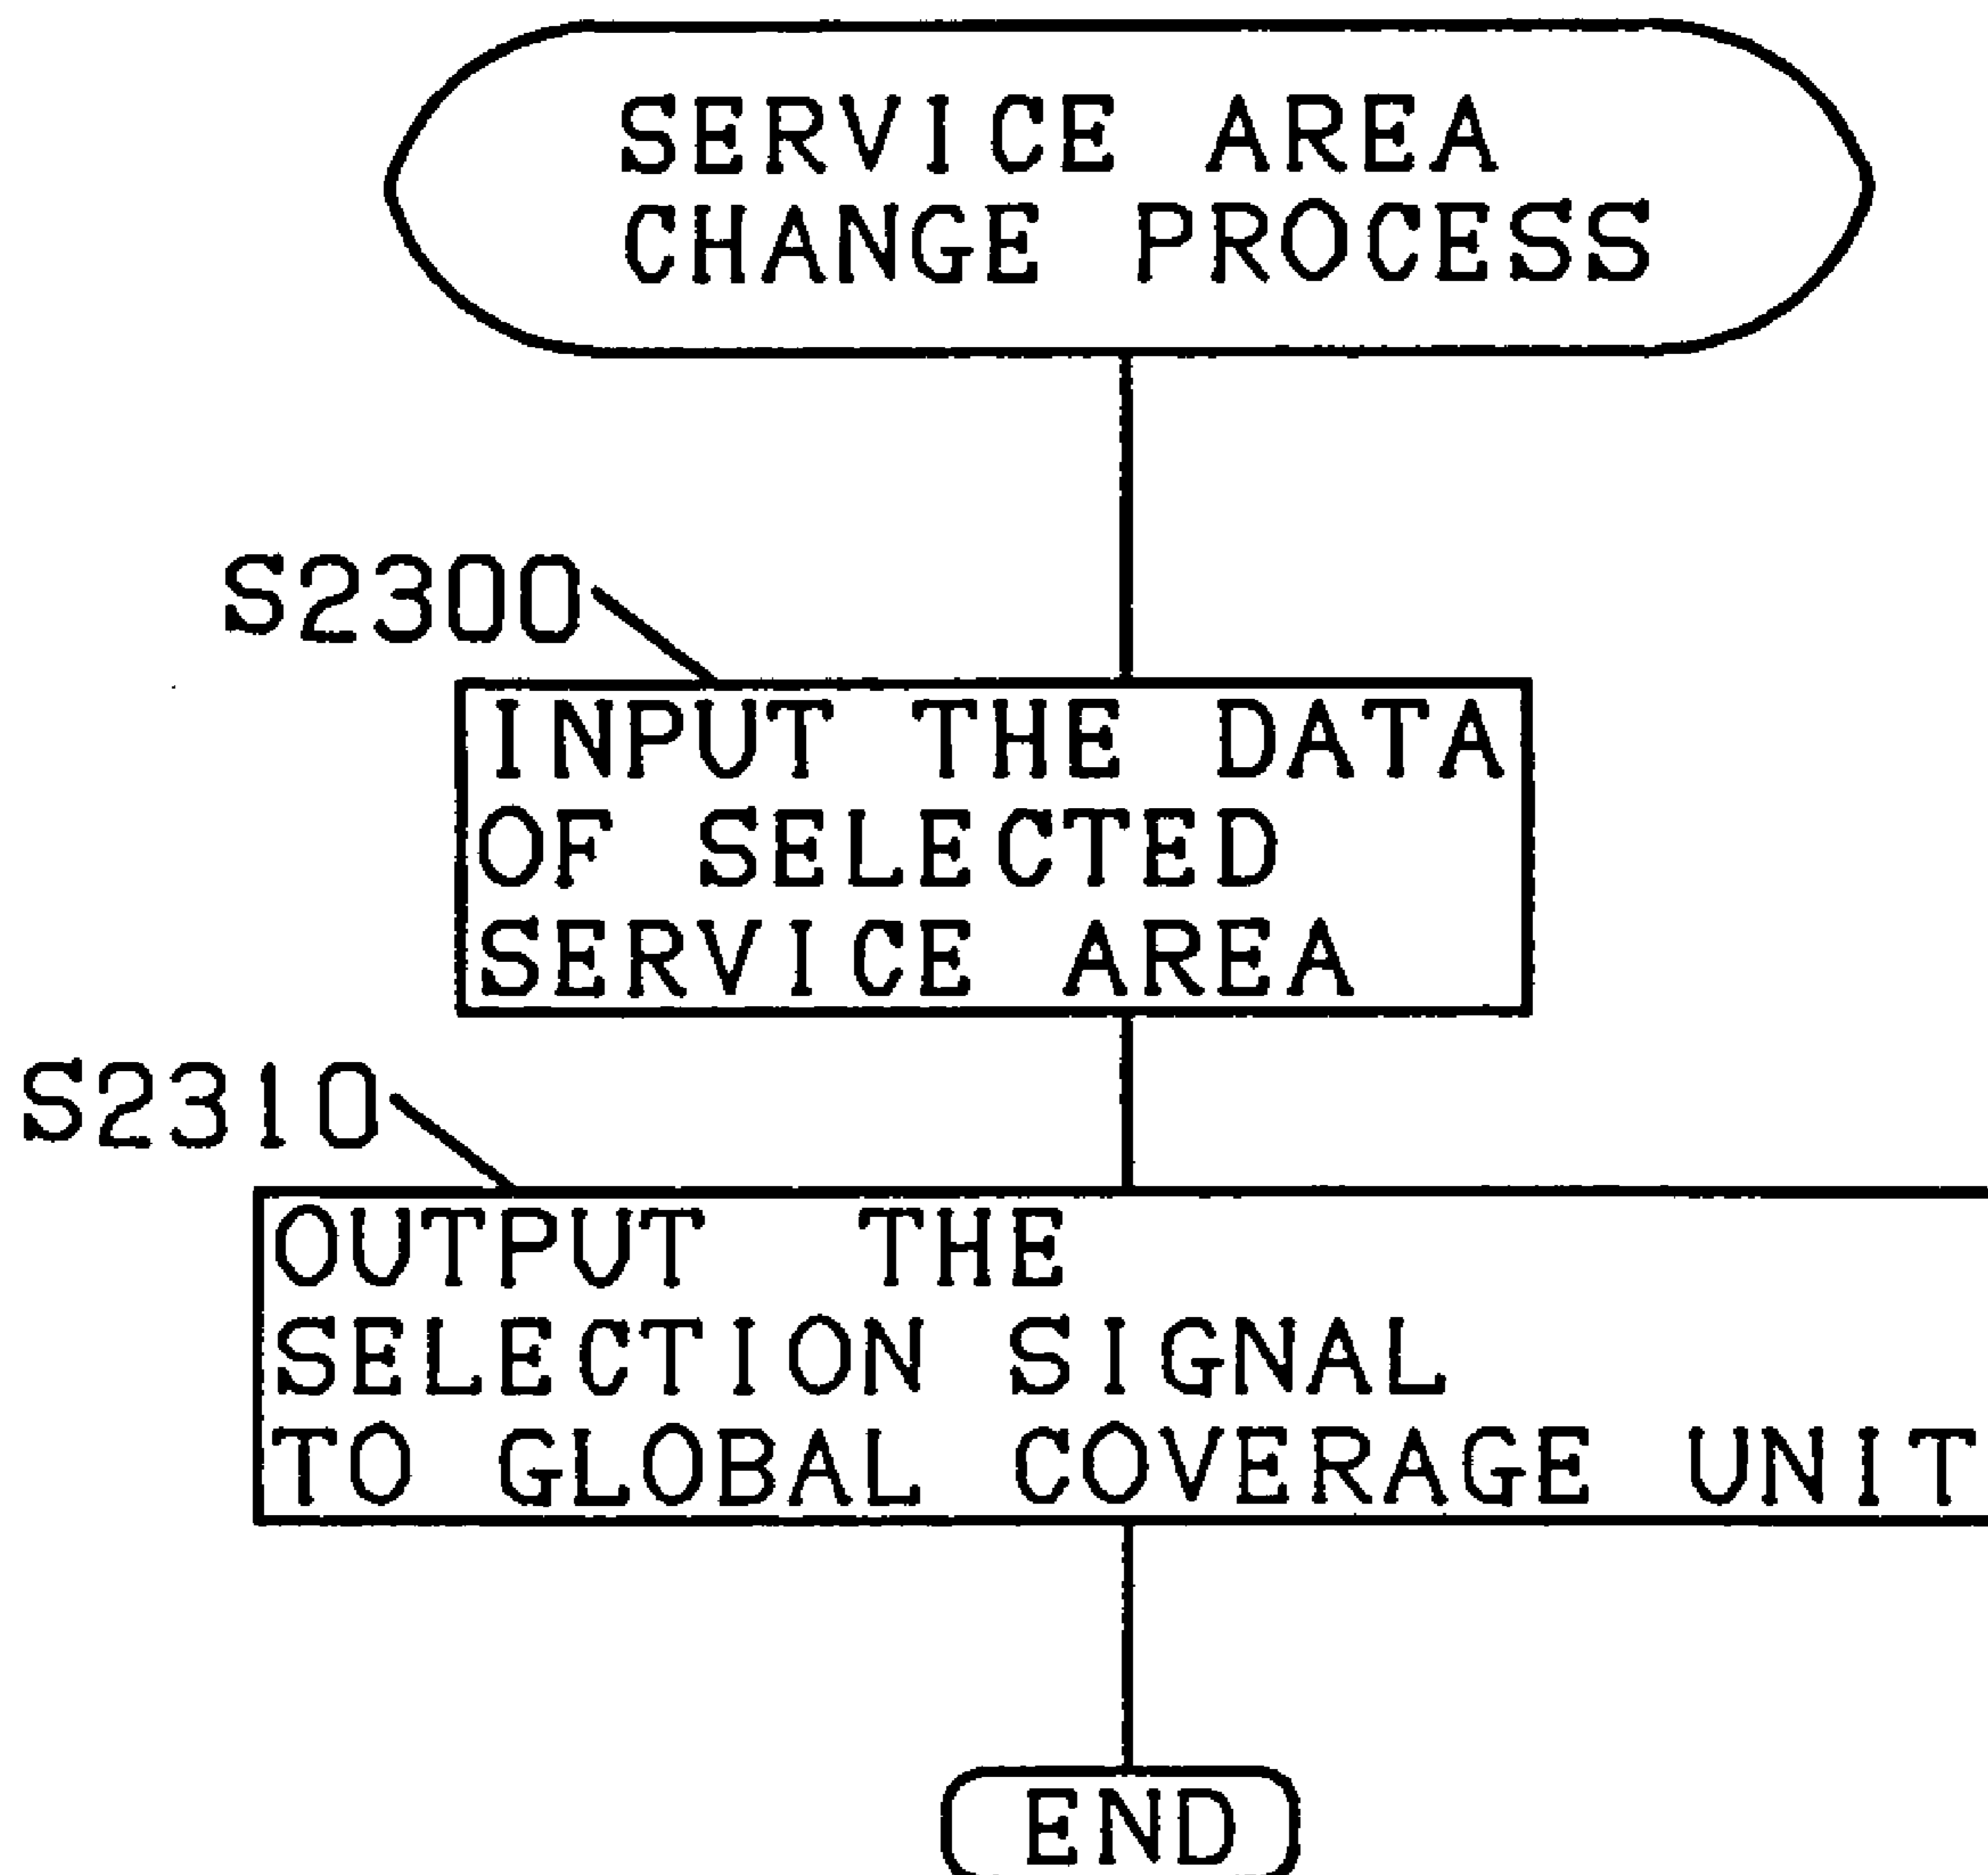 SERVICE AREA
CHANGE PROCESS
S2300
INPUT THE DATA
OF SELECTED
SERVICE AREA
S2310
OUTPUT THE
SELECTION SIGNAL
TO GLOBAL COVERAGE UNIT
END